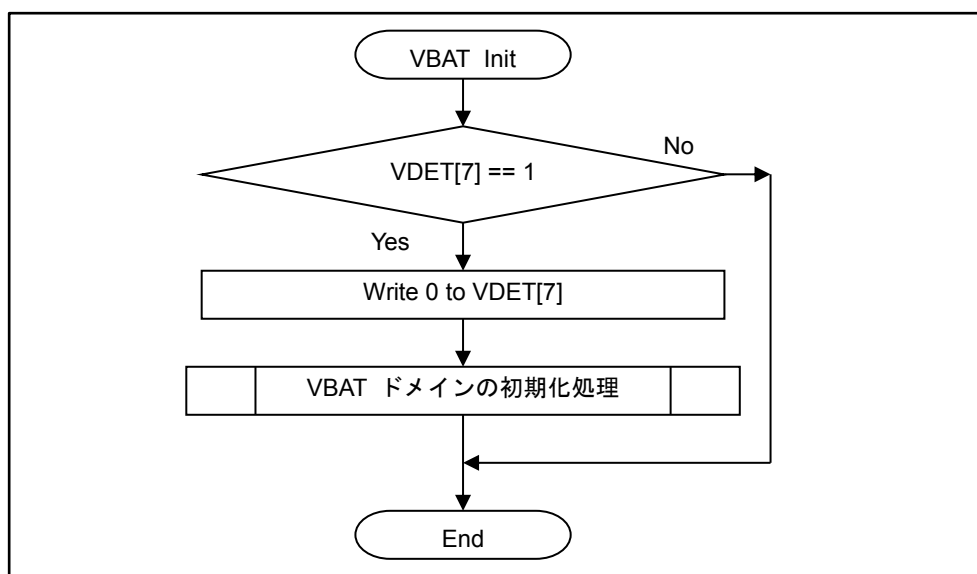 VBAT Init
VDET[7] == 1
No
Yes
Write 0 to VDET[7]
VBAT ドメインの初期化処理
End